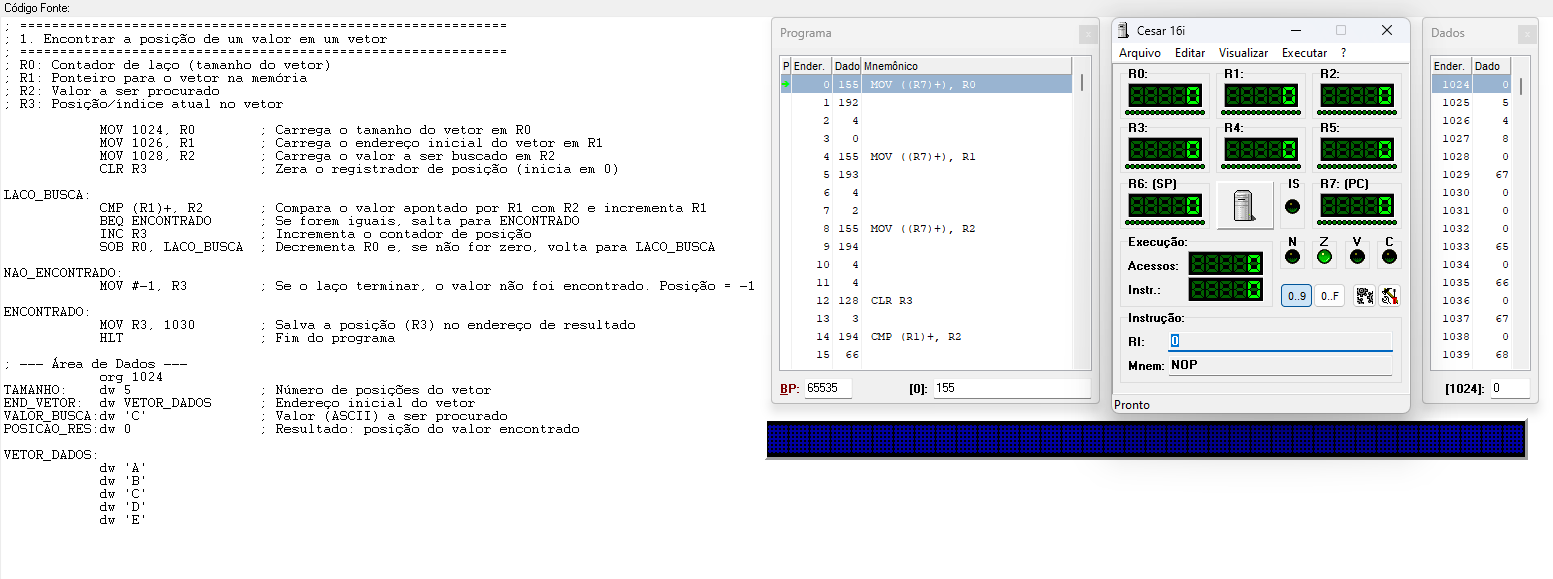 Código Fonte:
; =============================================================
; 1. Encontrar a posição de um valor em um vetor
; =============================================================
; R0: Contador de laço (tamanho do vetor)
; R1: Ponteiro para o vetor na memória
; R2: Valor a ser procurado
; R3: Posição/índice atual no vetor
MOV 1024, R0 ; Carrega o tamanho do vetor em R0
MOV 1026, R1 ; Carrega o endereço inicial do vetor em R1
MOV 1028, R2 ; Carrega o valor a ser buscado em R2
CLR R3 ; Zera o registrador de posição (inicia em 0)
LACO_BUSCA:
CMP (R1)+, R2 ; Compara o valor apontado por R1 com R2 e incrementa R1
BEQ ENCONTRADO ; Se forem iguais, salta para ENCONTRADO
INC R3 ; Incrementa o contador de posição
SOB R0, LACO_BUSCA ; Decrementa R0 e, se não for zero, volta para LACO_BUSCA
NAO_ENCONTRADO:
MOV #-1, R3 ; Se o laço terminar, o valor não foi encontrado. Posição = -1
ENCONTRADO:
MOV R3, 1030 ; Salva a posição (R3) no endereço de resultado
HLT ; Fim do programa
; --- Área de Dados ---
org 1024
TAMANHO: dw 5 ; Número de posições do vetor
END_VETOR: dw VETOR_DADOS ; Endereço inicial do vetor
VALOR_BUSCA:dw 'C' ; Valor (ASCII) a ser procurado
POSICAO_RES:dw 0 ; Resultado: posição do valor encontrado
VETOR_DADOS:
dw 'A'
dw 'B'
dw 'C'
dw 'D'
dw 'E'
Programa
x
P Ender. Dado Mnemônico
0 155 MOV ((R7)+), R0
1 192
2 4
3 0
4 155 MOV ((R7)+), R1
5 193
6 4
7 2
8 155 MOV ((R7)+), R2
9 194
10 4
11 4
12 128 CLR R3
13 3
14 194 CMP (R1)+, R2
15 66
BP: 65535 [0]: 155
Cesar 16i
Arquivo Editar Visualizar Executar ?
R0: R1: R2:
0 0 0
R3: R4: R5:
0 0 0
R6: (SP) IS R7: (PC)
0 0
Execução: N Z V C
Acessos: 0
Instr.: 0
0..9 0..F
Instrução:
RI: 0
Mnem: NOP
Pronto
Dados
x
Ender. Dado
1024 0
1025 5
1026 4
1027 8
1028 0
1029 67
1030 0
1031 0
1032 0
1033 65
1034 0
1035 66
1036 0
1037 67
1038 0
1039 68
[1024]: 0